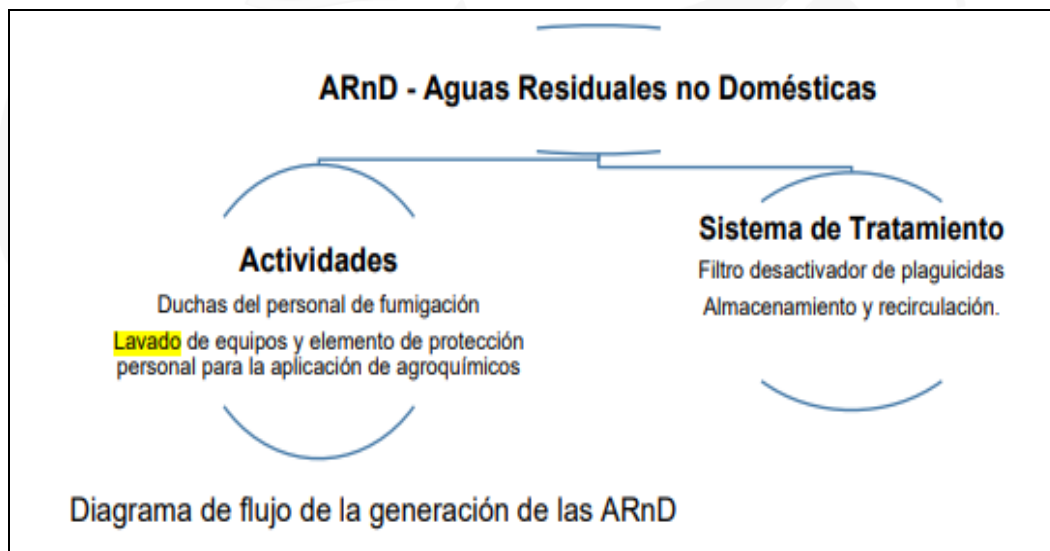 ARnD - Aguas Residuales no Domésticas
Actividades
Duchas del personal de fumigación
Lavado de equipos y elemento de protección
personal para la aplicación de agroquímicos
Sistema de Tratamiento
Filtro desactivador de plaguicidas
Almacenamiento y recirculación.
Diagrama de flujo de la generación de las ARnD